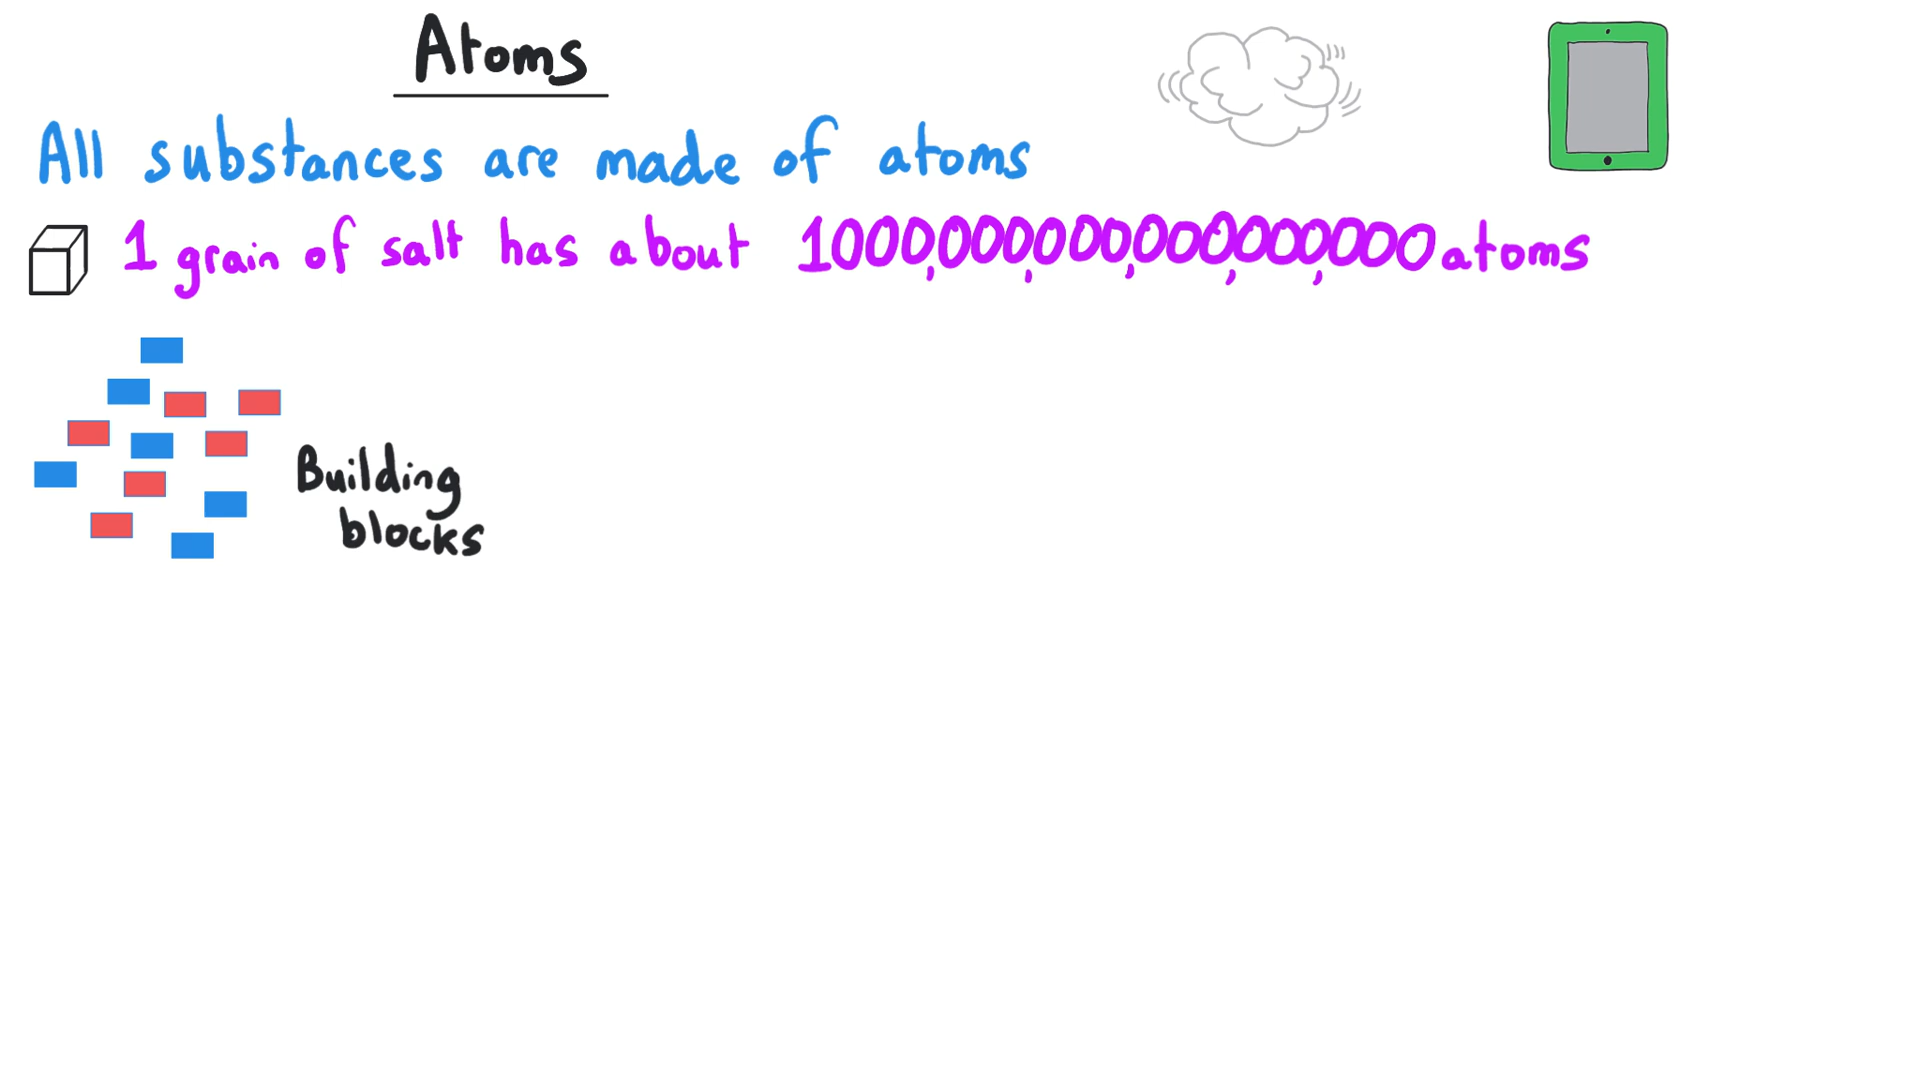 Atoms
All substances are made of atoms
1 grain of salt has about 1000,000,000,000,000,000 atoms
Building
blocks